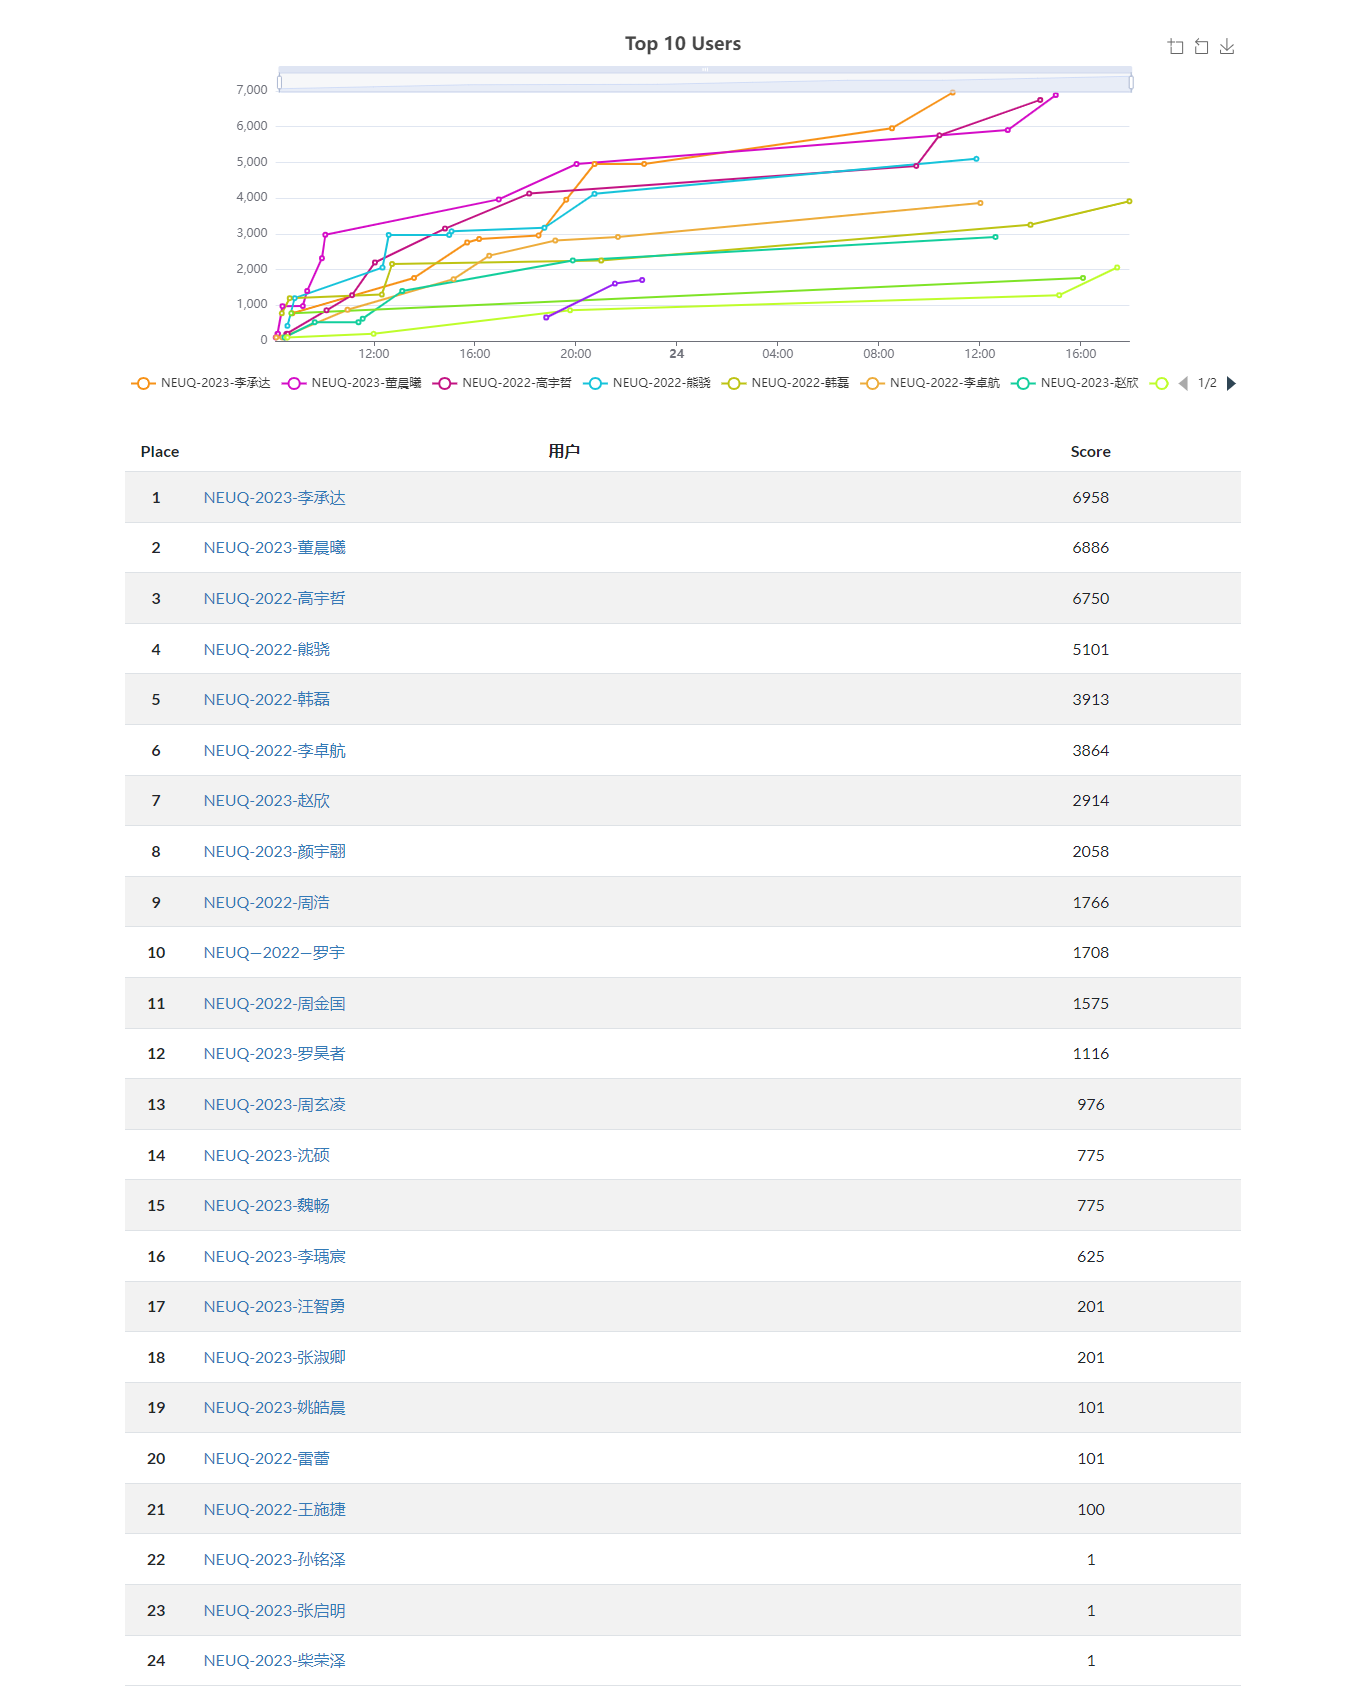 Top 10 Users
7,000
6,000
5,000
4,000
3,000
2,000
1,000
0
12:00 16:00 20:00 24 04:00 08:00 12:00 16:00
NEUQ-2023-李承达 NEUQ-2023-董晨曦 NEUQ-2022-高宇哲 NEUQ-2022-熊骁 NEUQ-2022-韩磊 NEUQ-2022-李卓航 NEUQ-2023-赵欣 1/2
Place 用户 Score
1 NEUQ-2023-李承达 6958
2 NEUQ-2023-董晨曦 6886
3 NEUQ-2022-高宇哲 6750
4 NEUQ-2022-熊骁 5101
5 NEUQ-2022-韩磊 3913
6 NEUQ-2022-李卓航 3864
7 NEUQ-2023-赵欣 2914
8 NEUQ-2023-颜宇翮 2058
9 NEUQ-2022-周浩 1766
10 NEUQ—2022—罗宇 1708
11 NEUQ-2022-周金国 1575
12 NEUQ-2023-罗昊者 1116
13 NEUQ-2023-周玄凌 976
14 NEUQ-2023-沈硕 775
15 NEUQ-2023-魏畅 775
16 NEUQ-2023-李瑀宸 625
17 NEUQ-2023-汪智勇 201
18 NEUQ-2023-张淑卿 201
19 NEUQ-2023-姚皓晨 101
20 NEUQ-2022-雷蕾 101
21 NEUQ-2022-王施捷 100
22 NEUQ-2023-孙铭泽 1
23 NEUQ-2023-张启明 1
24 NEUQ-2023-柴荣泽 1